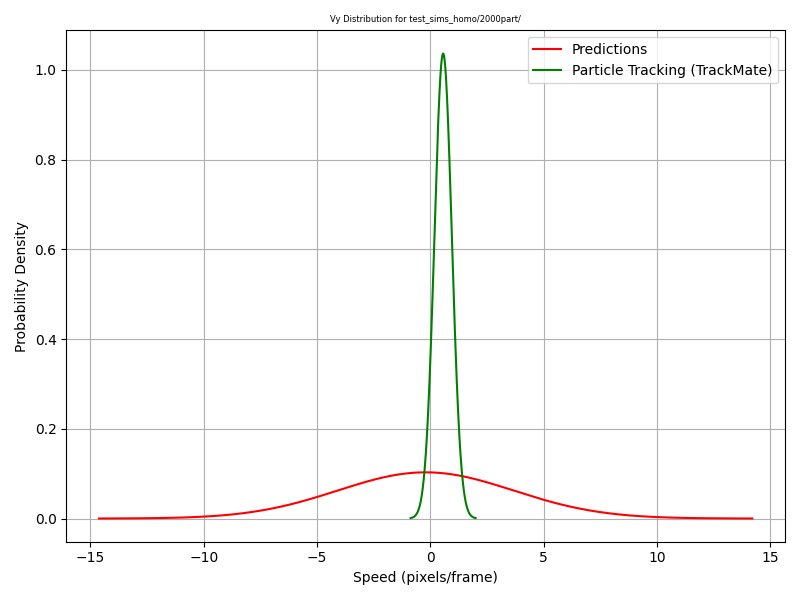 Vy Distribution for test_sims_homo/2000part/
Predictions
Particle Tracking (TrackMate)
Probability Density
1.0
0.8
0.6
0.4
0.2
0.0
−15
−10
−5
0
5
10
15
Speed (pixels/frame)